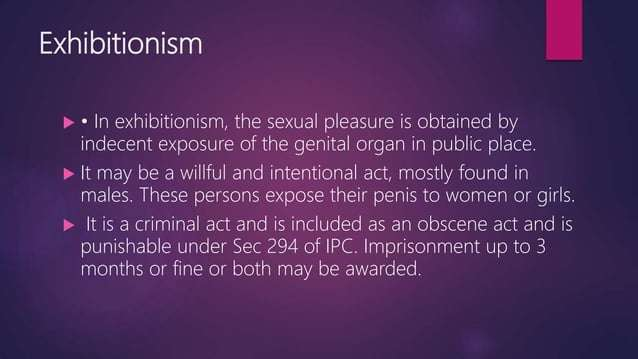 Exhibitionism
• In exhibitionism, the sexual pleasure is obtained by
indecent exposure of the genital organ in public place.
It may be a willful and intentional act, mostly found in
males. These persons expose their penis to women or girls.
It is a criminal act and is included as an obscene act and is
punishable under Sec 294 of IPC. Imprisonment up to 3
months or fine or both may be awarded.